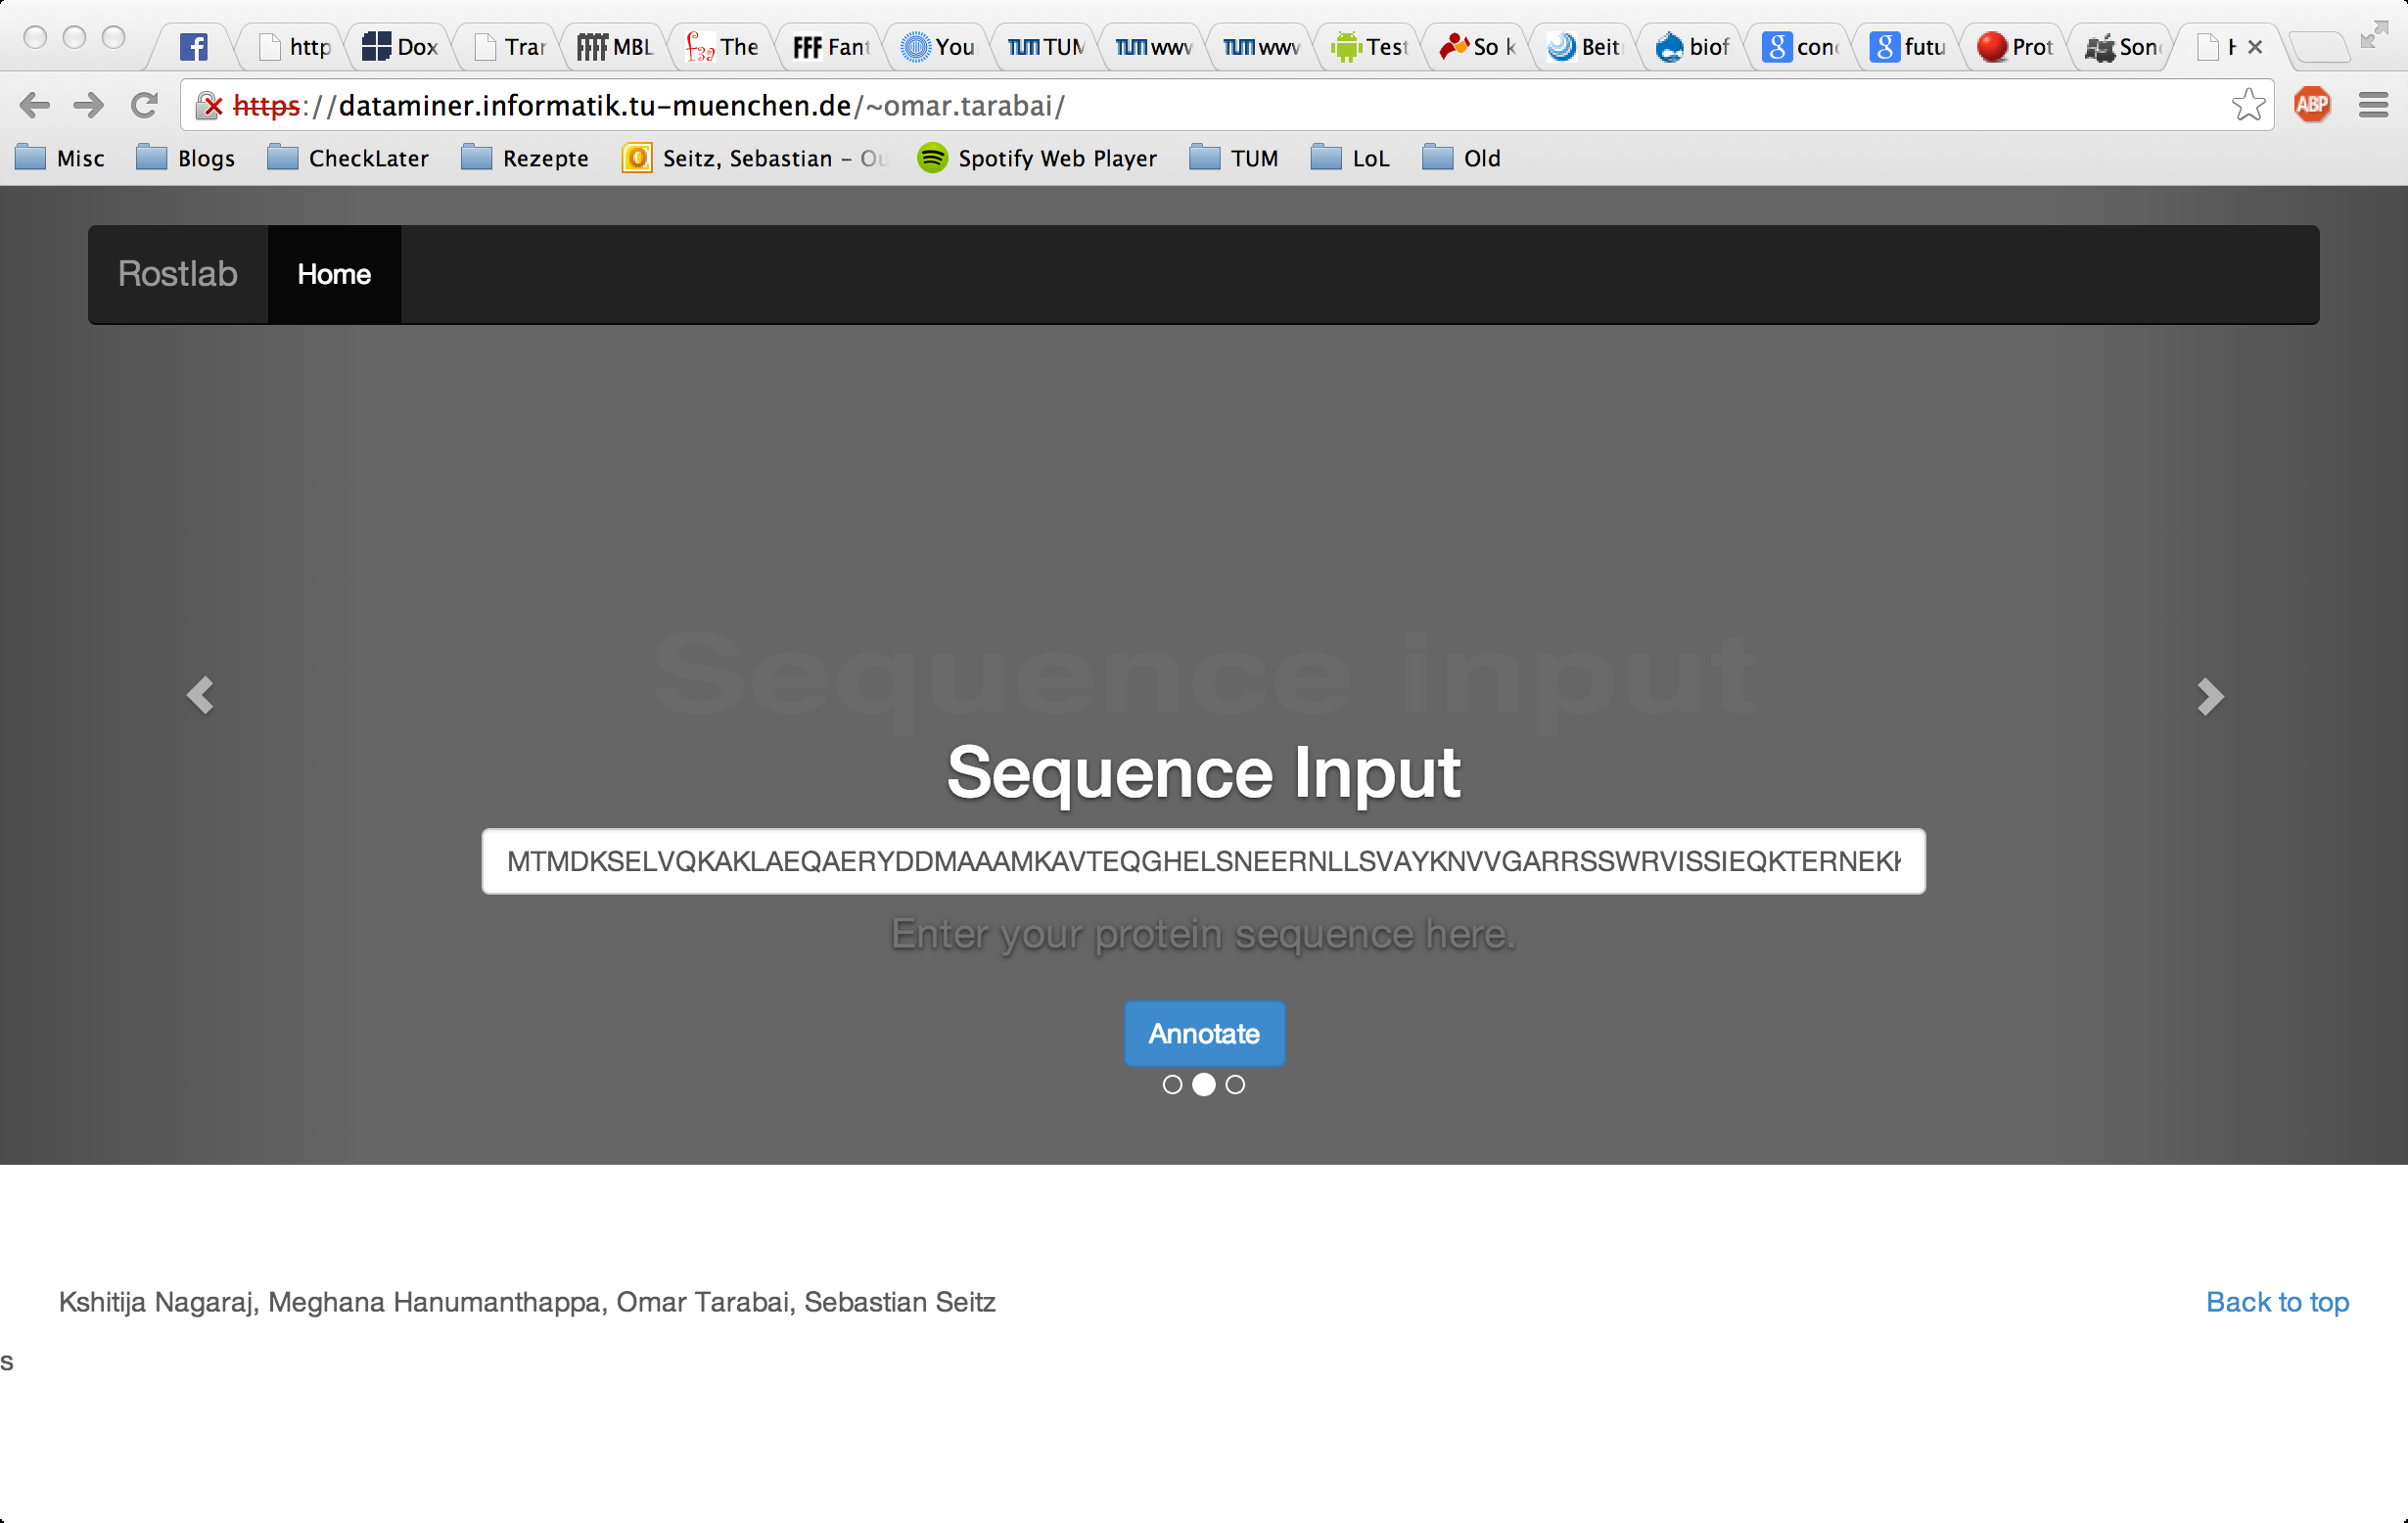 http Dox Trar MBL The Fant You TUM www www Test So k Beit biof con futu Prot Son
https://dataminer.informatik.tu-muenchen.de/~omar.tarabai/ ABP
Misc Blogs CheckLater Rezepte Seitz, Sebastian – Ou Spotify Web Player TUM LoL Old
Rostlab Home
Sequence input
Sequence Input
MTMDKSELVQKAKLAEQAERYDDMAAAMKAVTEQGHELSNEERNLLSVAYKNVVGARRSSWRVISSIEQKTERNEKK
Enter your protein sequence here.
Annotate
Kshitija Nagaraj, Meghana Hanumanthappa, Omar Tarabai, Sebastian Seitz Back to top
s